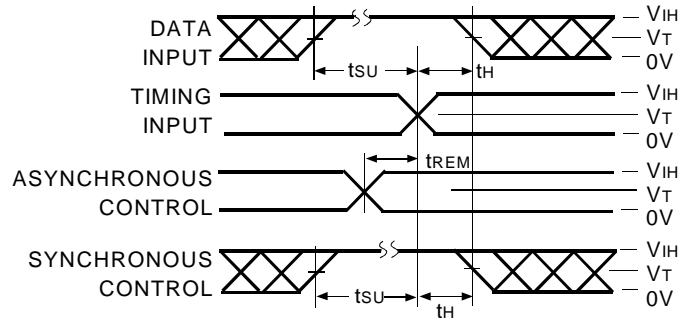 DATA INPUT
VIH
VT
0V
tSU
tH
TIMING INPUT
VIH
VT
0V
tREM
ASYNCHRONOUS CONTROL
VIH
VT
0V
SYNCHRONOUS CONTROL
VIH
VT
0V
tSU
tH